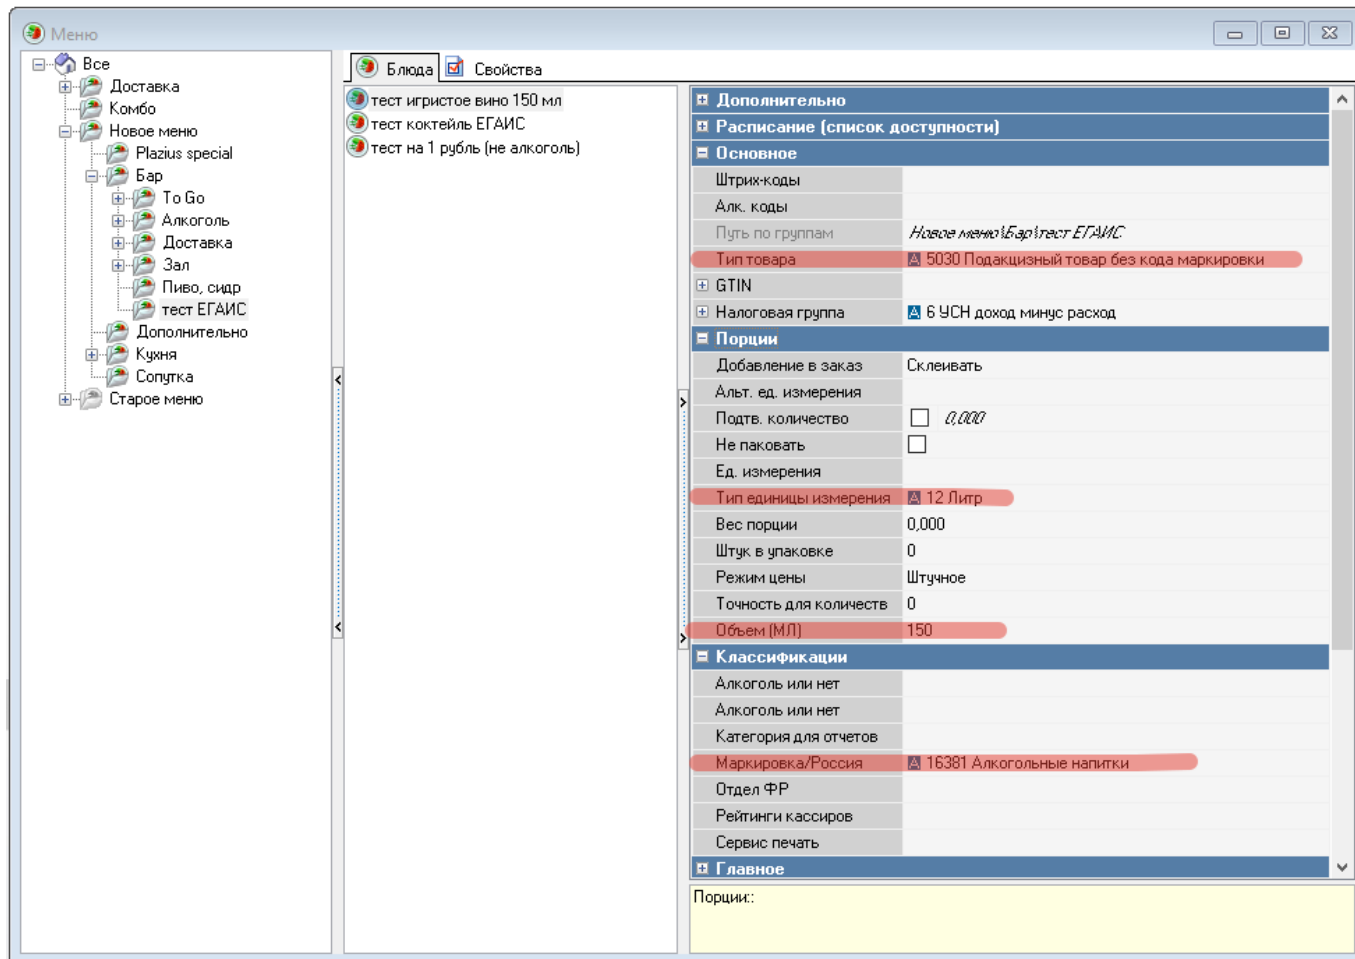 Меню
Все
Доставка
Комбо
Новое меню
Plazius special
Бар
To Go
Алкоголь
Доставка
Зал
Пиво, сидр
тест ЕГАИС
Дополнительно
Кухня
Сопутка
Старое меню
Блюда Свойства
тест игристое вино 150 мл
тест коктейль ЕГАИС
тест на 1 рубль (не алкоголь)
Дополнительно
Расписание (список доступности)
Основное
Штрих-коды
Алк. коды
Путь по группам Новое меню\Бар\тест ЕГАИС
Тип товара А 5030 Подакцизный товар без кода маркировки
GTIN
Налоговая группа А 6 УСН доход минус расход
Порции
Добавление в заказ Склеивать
Альт. ед. измерения
Подтв. количество 0,000
Не паковать
Ед. измерения
Тип единицы измерения А 12 Литр
Вес порции 0,000
Штук в упаковке 0
Режим цены Штучное
Точность для количеств 0
Объем (МЛ) 150
Классификации
Алкоголь или нет
Алкоголь или нет
Категория для отчетов
Маркировка/Россия А 16381 Алкогольные напитки
Отдел ФР
Рейтинги кассиров
Сервис печать
Главное
Порции::